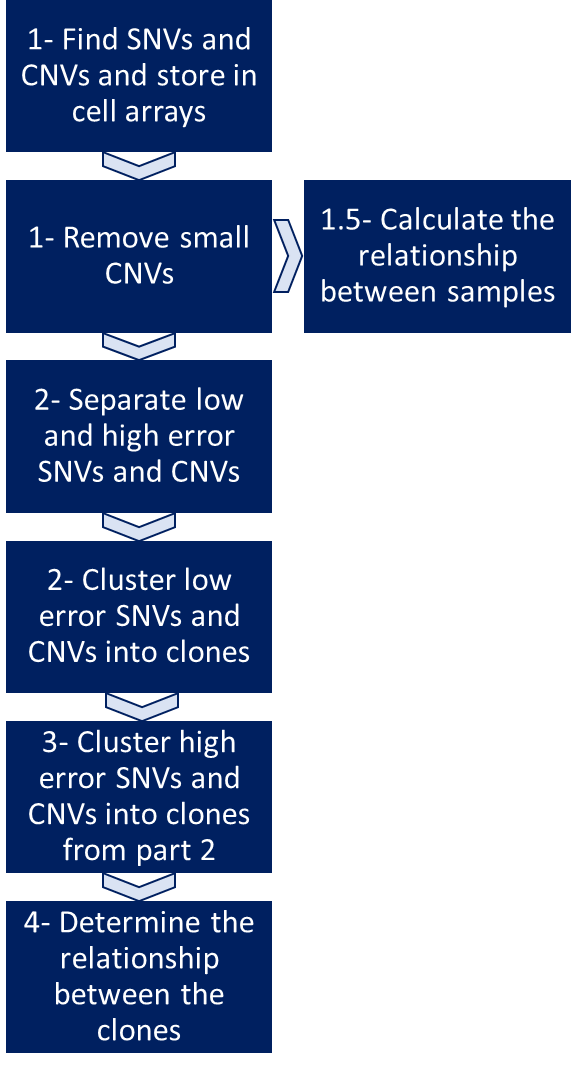 1- Find SNVs and
CNVs and store in
cell arrays
1- Remove small
CNVs
1.5- Calculate the
relationship
between samples
2- Separate low
and high error
SNVs and CNVs
2- Cluster low
error SNVs and
CNVs into clones
3- Cluster high
error SNVs and
CNVs into clones
from part 2
4- Determine the
relationship
between the
clones